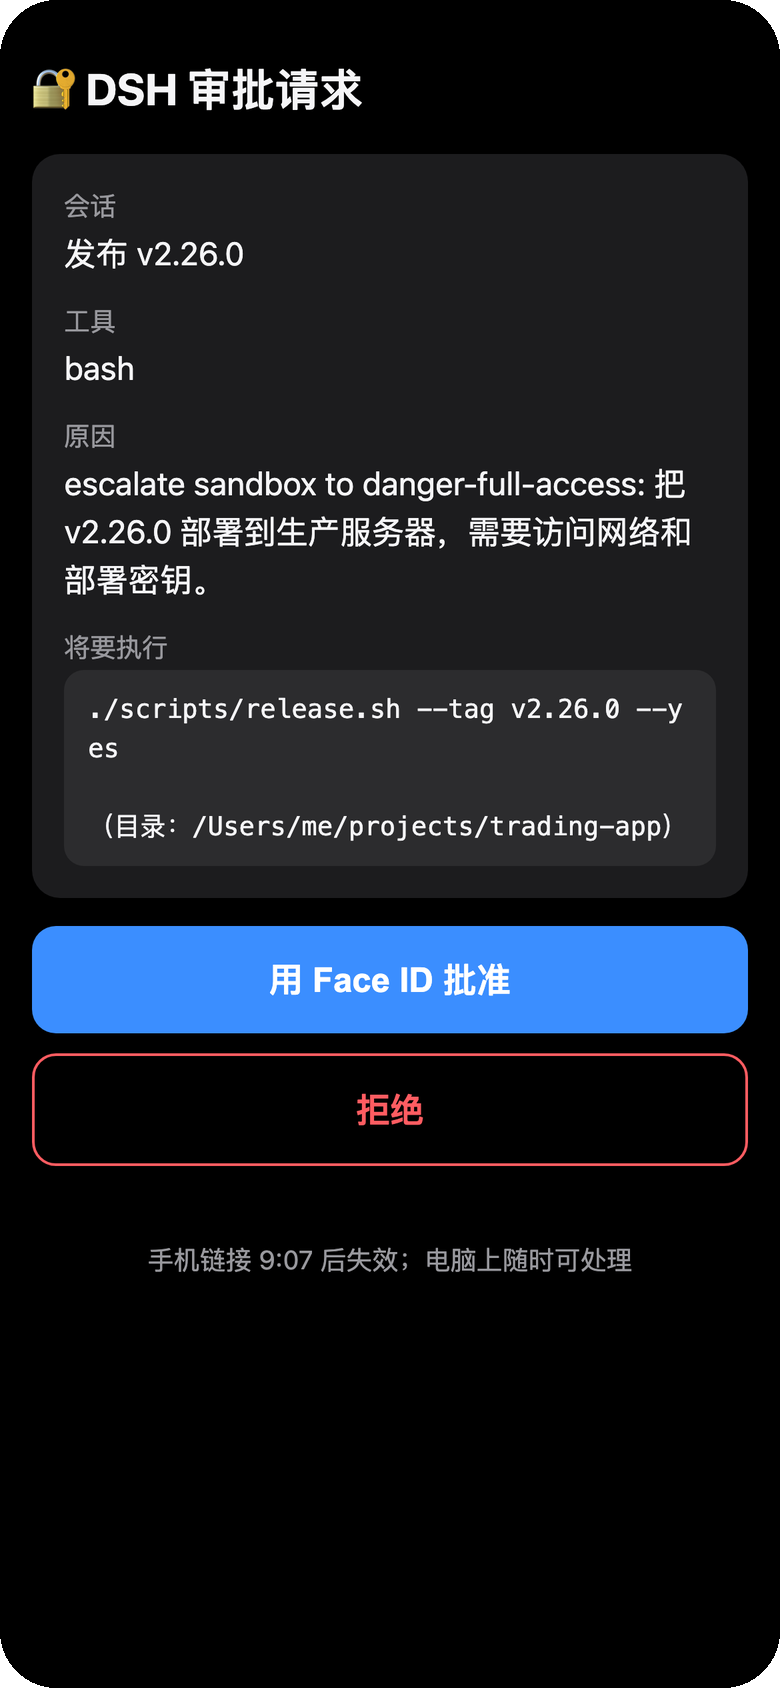 DSH 审批请求
会话
发布 v2.26.0
工具
bash
原因
escalate sandbox to danger-full-access: 把
v2.26.0 部署到生产服务器，需要访问网络和
部署密钥。
将要执行
./scripts/release.sh --tag v2.26.0 --y
es
（目录：/Users/me/projects/trading-app）
用 Face ID 批准
拒绝
手机链接 9:07 后失效；电脑上随时可处理